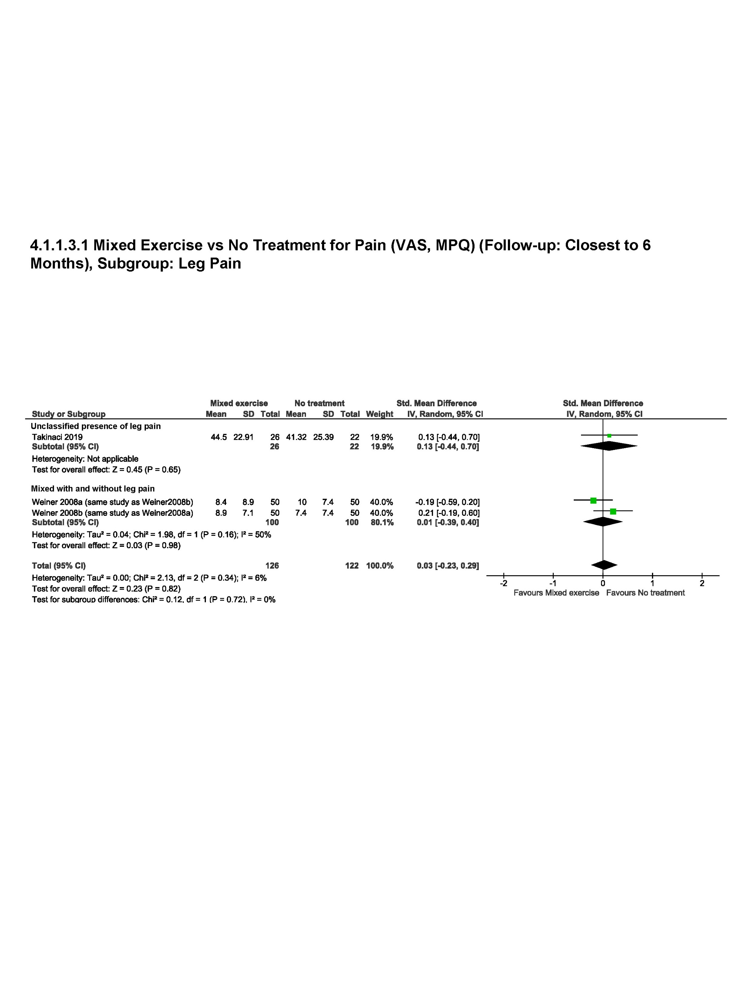 4.1.1.3.1 Mixed Exercise vs No Treatment for Pain (VAS, MPQ) (Follow-up: Closest to 6
Months), Subgroup: Leg Pain
Mixed exercise No treatment Std. Mean Difference Std. Mean Difference
Study or Subgroup Mean SD Total Mean SD Total Weight IV, Random, 95% CI IV, Random, 95% CI
Unclassified presence of leg pain
Takinaci 2019 44.5 22.91 26 41.32 25.39 22 19.9% 0.13 [-0.44, 0.70]
Subtotal (95% CI) 26 22 19.9% 0.13 [-0.44, 0.70]
Heterogeneity: Not applicable
Test for overall effect: Z = 0.45 (P = 0.65)
Mixed with and without leg pain
Weiner 2008a (same study as Weiner2008b) 8.4 8.9 50 10 7.4 50 40.0% -0.19 [-0.59, 0.20]
Weiner 2008b (same study as Weiner2008a) 8.9 7.1 50 7.4 7.4 50 40.0% 0.21 [-0.19, 0.60]
Subtotal (95% CI) 100 100 80.1% 0.01 [-0.39, 0.40]
Heterogeneity: Tau² = 0.04; Chi² = 1.98, df = 1 (P = 0.16); I² = 50%
Test for overall effect: Z = 0.03 (P = 0.98)
Total (95% CI) 126 122 100.0% 0.03 [-0.23, 0.29]
Heterogeneity: Tau² = 0.00; Chi² = 2.13, df = 2 (P = 0.34); I² = 6%
Test for overall effect: Z = 0.23 (P = 0.82)
Test for subgroup differences: Chi² = 0.12, df = 1 (P = 0.72), I² = 0%
-2 -1 0 1 2
Favours Mixed exercise Favours No treatment